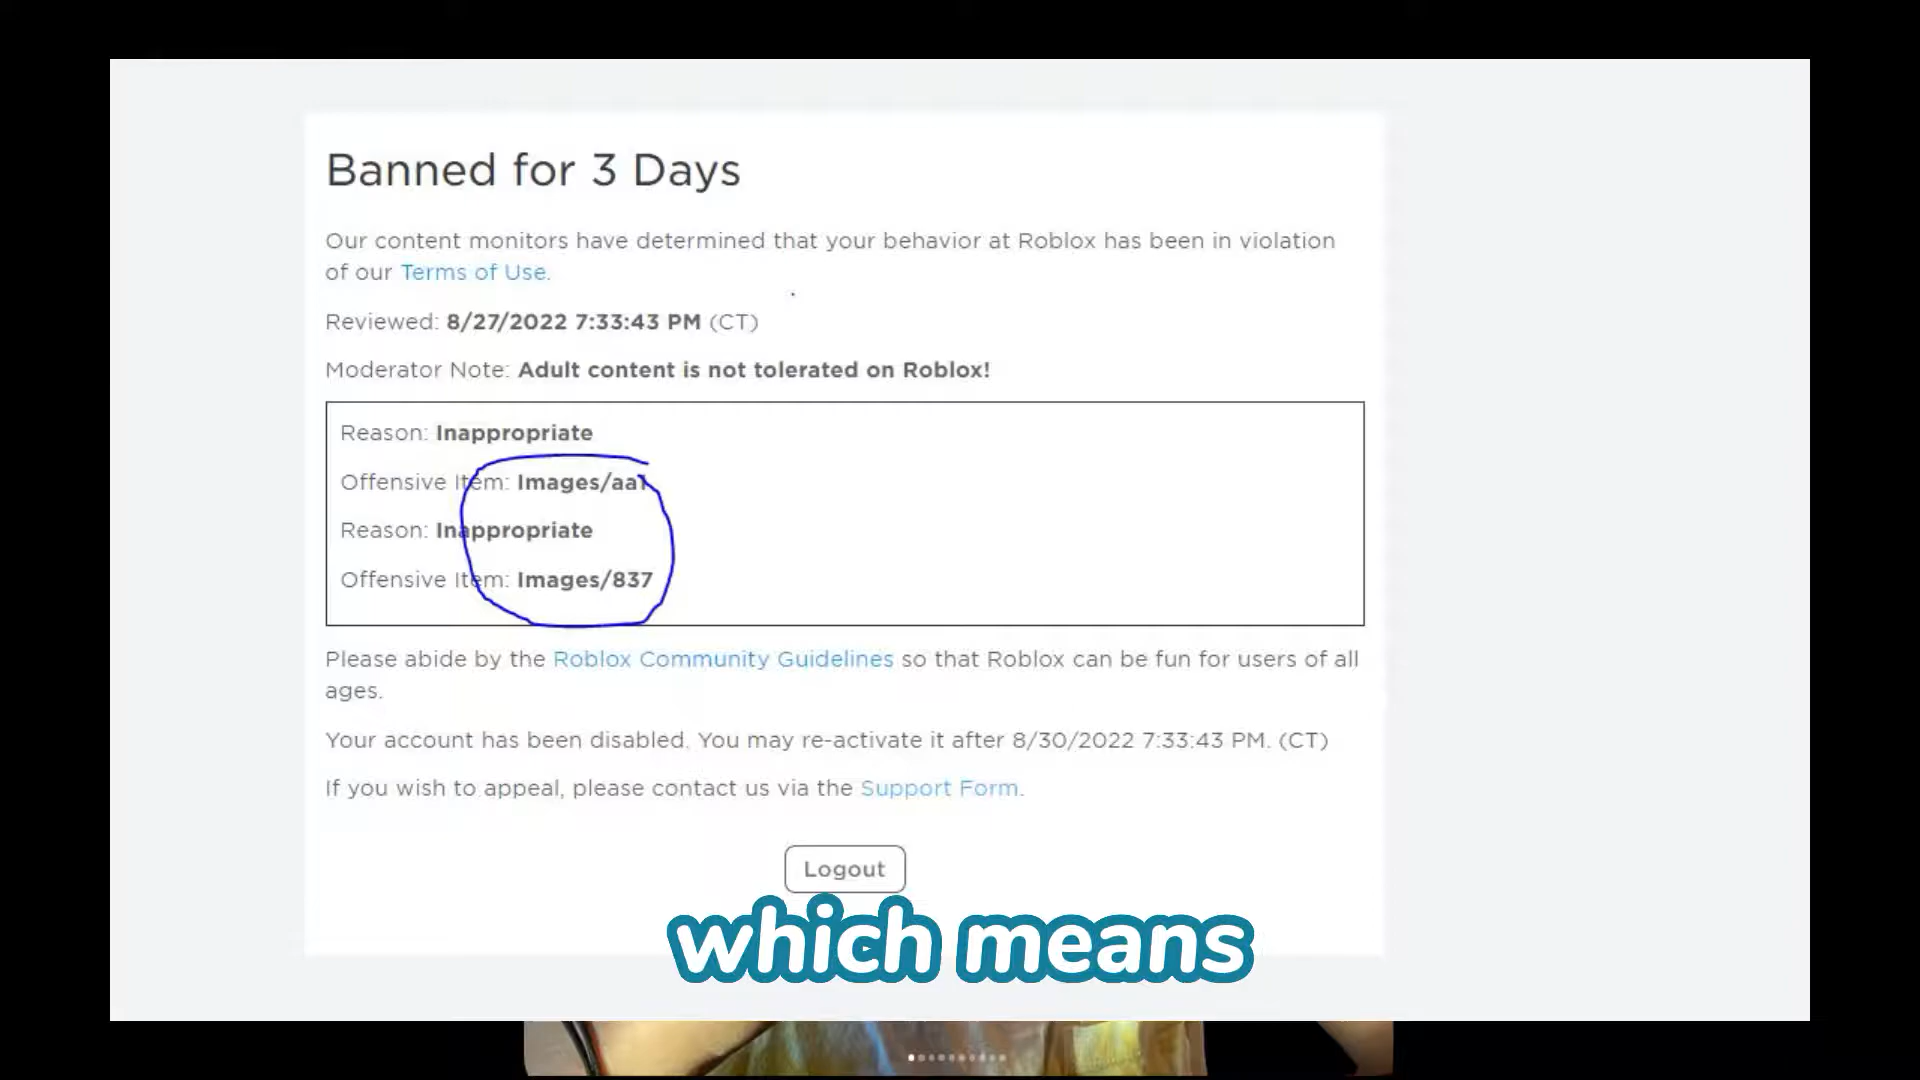 Banned for 3 Days
Our content monitors have determined that your behavior at Roblox has been in violation
of our Terms of Use.
Reviewed: 8/27/2022 7:33:43 PM (CT)
Moderator Note: Adult content is not tolerated on Roblox!
Reason: Inappropriate
Offensive Item: Images/aa1
Reason: Inappropriate
Offensive Item: Images/837
Please abide by the Roblox Community Guidelines so that Roblox can be fun for users of all
ages.
Your account has been disabled. You may re-activate it after 8/30/2022 7:33:43 PM. (CT)
If you wish to appeal, please contact us via the Support Form.
Logout
which means